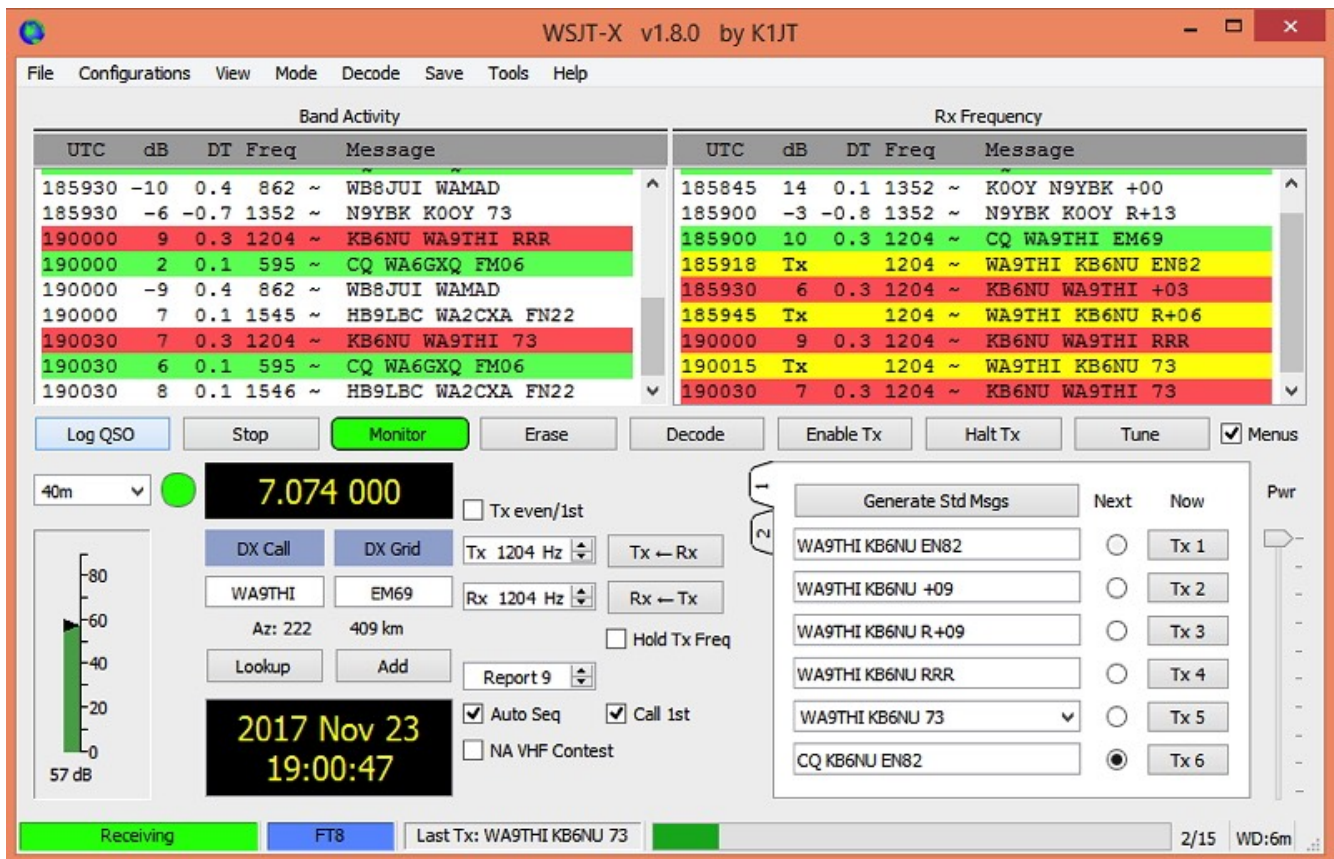 WSJT-X v1.8.0 by K1JT
File Configurations View Mode Decode Save Tools Help
Band Activity
UTC dB DT Freq Message
185930 -10 0.4 862 ~ WB8JUI WAMAD
185930 -6 -0.7 1352 ~ N9YBK K0OY 73
190000 9 0.3 1204 ~ KB6NU WA9THI RRR
190000 2 0.1 595 ~ CQ WA6GXQ FM06
190000 -9 0.4 862 ~ WB8JUI WAMAD
190000 7 0.1 1545 ~ HB9LBC WA2CXA FN22
190030 7 0.3 1204 ~ KB6NU WA9THI 73
190030 6 0.1 595 ~ CQ WA6GXQ FM06
190030 8 0.1 1546 ~ HB9LBC WA2CXA FN22
Rx Frequency
UTC dB DT Freq Message
185845 14 0.1 1352 ~ K0OY N9YBK +00
185900 -3 -0.8 1352 ~ N9YBK K0OY R+13
185900 10 0.3 1204 ~ CQ WA9THI EM69
185918 Tx 1204 ~ WA9THI KB6NU EN82
185930 6 0.3 1204 ~ KB6NU WA9THI +03
185945 Tx 1204 ~ WA9THI KB6NU R+06
190000 9 0.3 1204 ~ KB6NU WA9THI RRR
190015 Tx 1204 ~ WA9THI KB6NU 73
190030 7 0.3 1204 ~ KB6NU WA9THI 73
Log QSO Stop Monitor Erase Decode Enable Tx Halt Tx Tune Menus
40m
7.074 000
Tx even/1st
DX Call DX Grid
Tx 1204 Hz Tx ← Rx
WA9THI EM69
Rx 1204 Hz Rx ← Tx
Az: 222 409 km
Hold Tx Freq
Lookup Add
Report 9
2017 Nov 23
19:00:47
Auto Seq Call 1st
NA VHF Contest
80
60
40
20
0
57 dB
1
2
Generate Std Msgs Next Now
WA9THI KB6NU EN82 Tx 1
WA9THI KB6NU +09 Tx 2
WA9THI KB6NU R+09 Tx 3
WA9THI KB6NU RRR Tx 4
WA9THI KB6NU 73 Tx 5
CQ KB6NU EN82 Tx 6
Pwr
Receiving FT8 Last Tx: WA9THI KB6NU 73 2/15 WD:6m